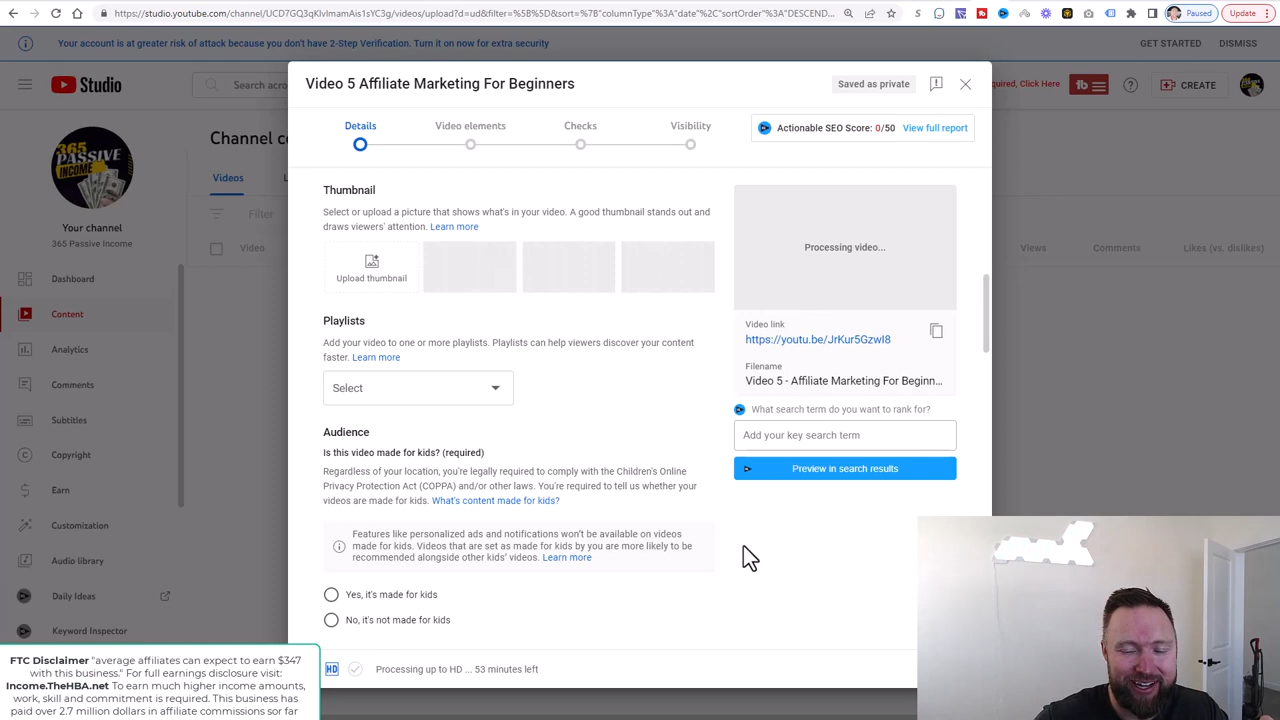 https://studio.youtube.com/channel/UCD7GQ3qKlvImamAis1sYC3g/videos/upload?d=ud&filter=%5B%5D&sort=%7B"columnType"%3A"date"%2C"sortOrder"%3A"DESCEND...
Paused
Update
Your account is at greater risk of attack because you don't have 2-Step Verification. Turn it on now for extra security
GET STARTED
DISMISS
Studio
Search acro
Video 5 Affiliate Marketing For Beginners
Saved as private
quired, Click Here
CREATE
Details
Video elements
Checks
Visibility
Actionable SEO Score: 0/50
View full report
Channel co
Videos
Filter
Video
Views
Comments
Likes (vs. dislikes)
365
PASSIVE
INCOME
Your channel
365 Passive Income
Dashboard
Content
Analytics
Comments
Subtitles
Copyright
Earn
Customization
Audio library
Daily Ideas
Keyword Inspector
Thumbnail
Select or upload a picture that shows what's in your video. A good thumbnail stands out and
draws viewers' attention. Learn more
Upload thumbnail
Playlists
Add your video to one or more playlists. Playlists can help viewers discover your content
faster. Learn more
Select
Audience
Is this video made for kids? (required)
Regardless of your location, you're legally required to comply with the Children's Online
Privacy Protection Act (COPPA) and/or other laws. You're required to tell us whether your
videos are made for kids. What's content made for kids?
Features like personalized ads and notifications won't be available on videos
made for kids. Videos that are set as made for kids by you are more likely to be
recommended alongside other kids' videos. Learn more
Yes, it's made for kids
No, it's not made for kids
HD
Processing up to HD ... 53 minutes left
Processing video...
Video link
https://youtu.be/JrKur5GzwI8
Filename
Video 5 - Affiliate Marketing For Beginn...
What search term do you want to rank for?
Add your key search term
Preview in search results
FTC Disclaimer "average affiliates can expect to earn $347
with this business." For full earnings disclosure visit:
Income.TheHBA.net To earn much higher income amounts,
work, skill and commitment is required. This business has
paid over 2.7 million dollars in affiliate commissions sor far